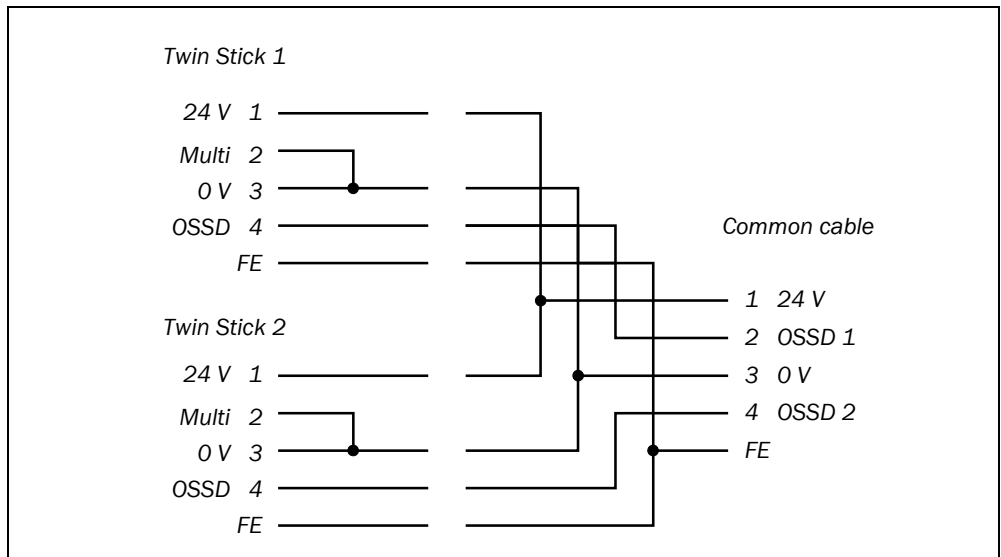 Twin Stick 1
24 V 1
Multi 2
0 V 3
OSSD 4
FE
Common cable
1 24 V
2 OSSD 1
3 0 V
4 OSSD 2
FE
Twin Stick 2
24 V 1
Multi 2
0 V 3
OSSD 4
FE